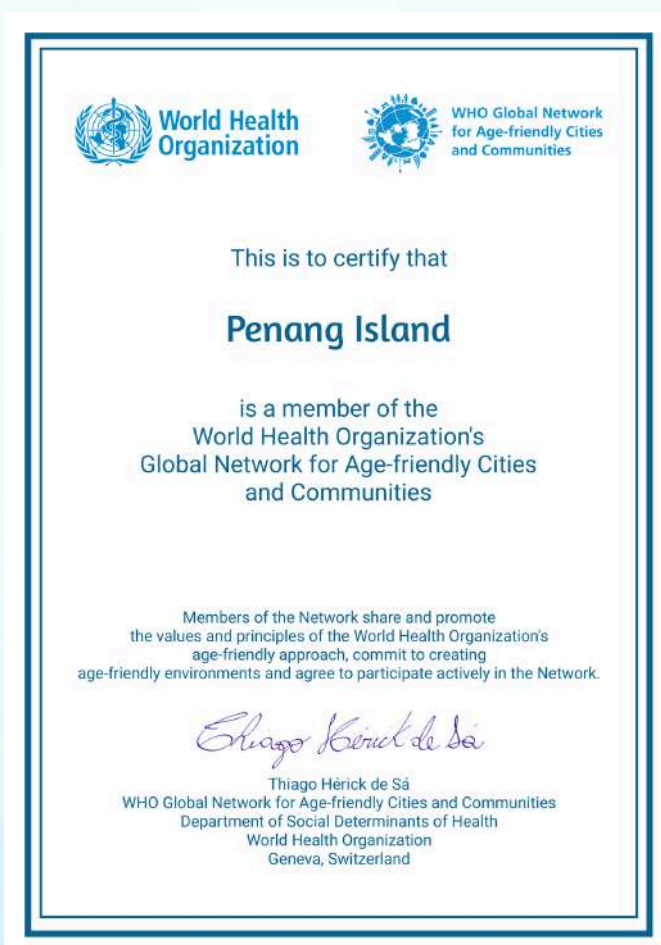 World Health
Organization
WHO Global Network
for Age-friendly Cities
and Communities
This is to certify that
Penang Island
is a member of the
World Health Organization's
Global Network for Age-friendly Cities
and Communities
Members of the Network share and promote
the values and principles of the World Health Organization's
age-friendly approach, commit to creating
age-friendly environments and agree to participate actively in the Network.
Thiago Hérick de Sá
Thiago Hérick de Sá
WHO Global Network for Age-friendly Cities and Communities
Department of Social Determinants of Health
World Health Organization
Geneva, Switzerland